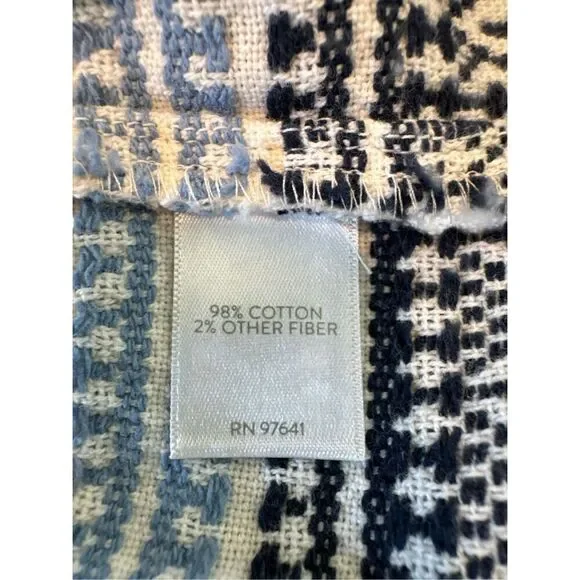 98% COTTON
2% OTHER FIBER
RN 97641